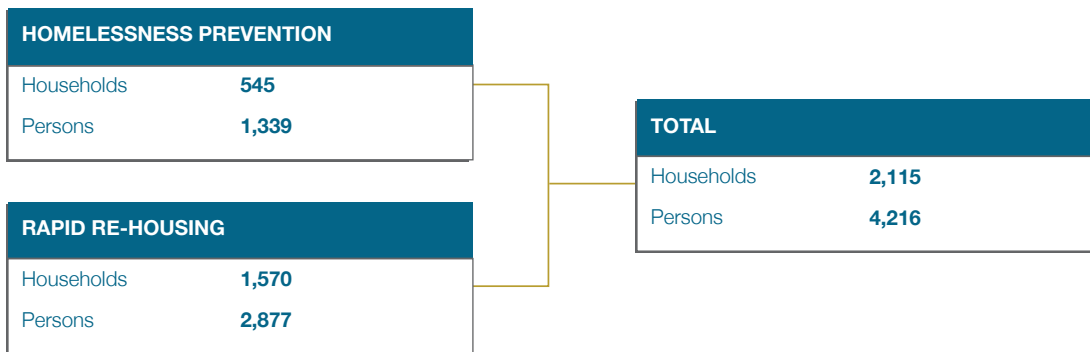 HOMELESSNESS PREVENTION
Households 545
Persons 1,339
RAPID RE-HOUSING
Households 1,570
Persons 2,877
TOTAL
Households 2,115
Persons 4,216